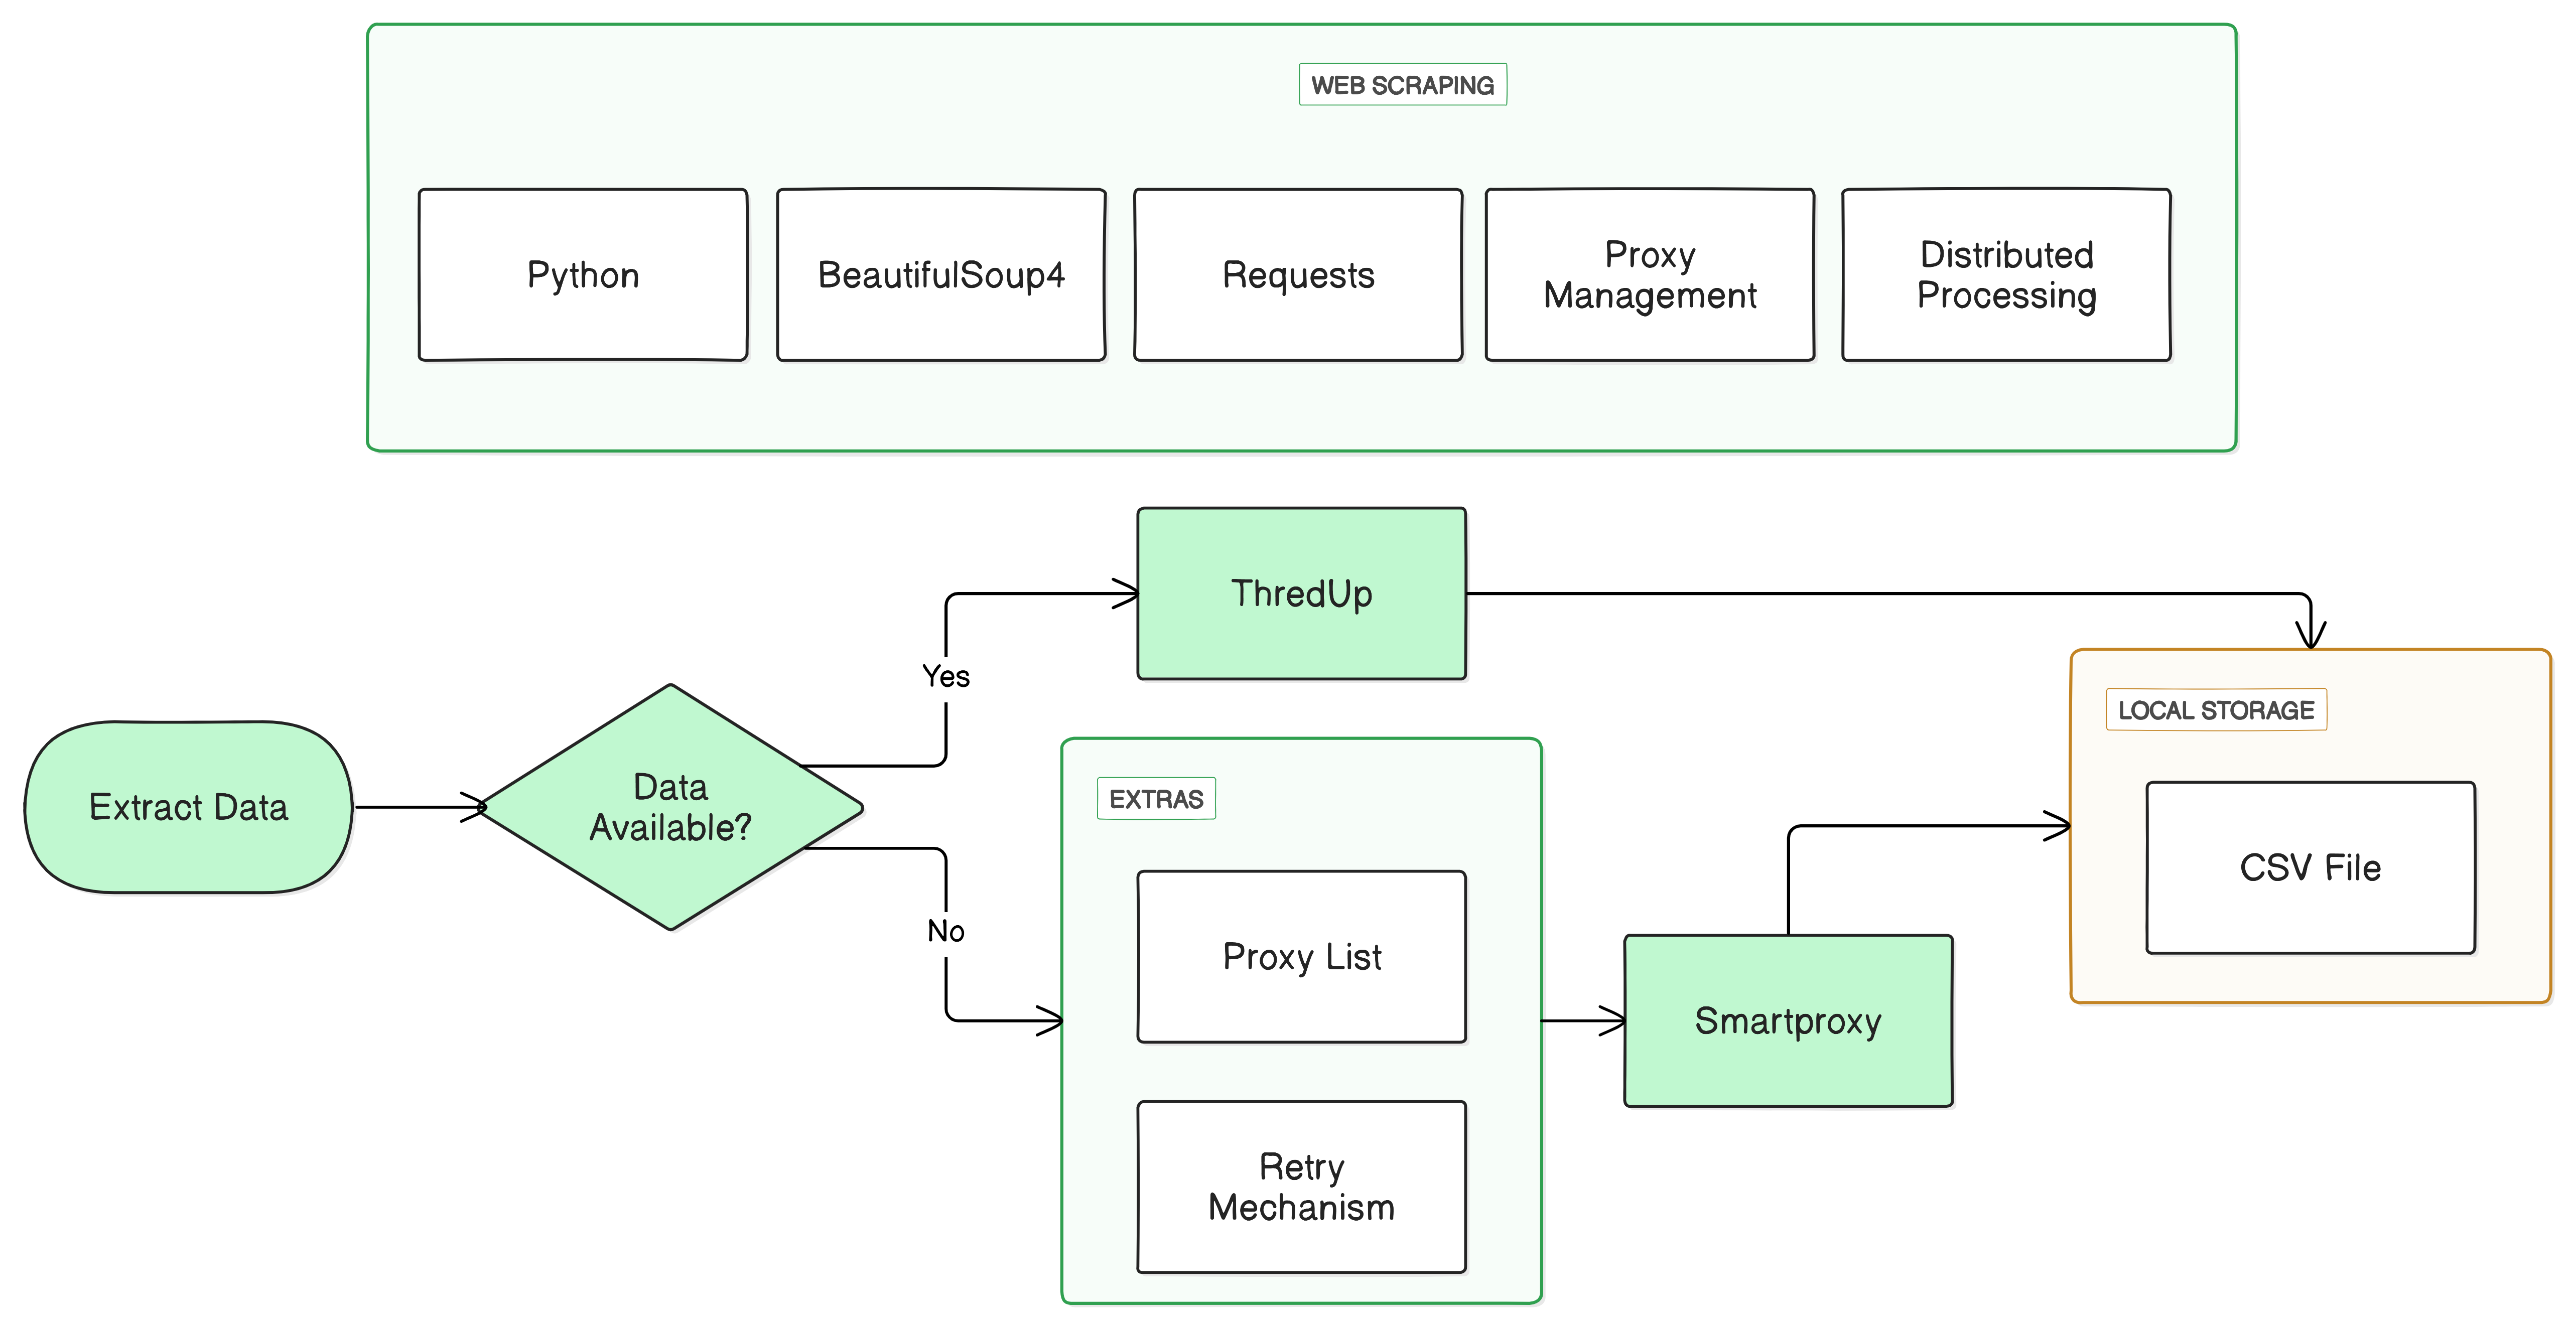 WEB SCRAPING
Python
BeautifulSoup4
Requests
Proxy
Management
Distributed
Processing
ThredUp
Yes
LOCAL STORAGE
Extract Data
Data
Available?
EXTRAS
CSV File
No
Proxy List
Smartproxy
Retry
Mechanism